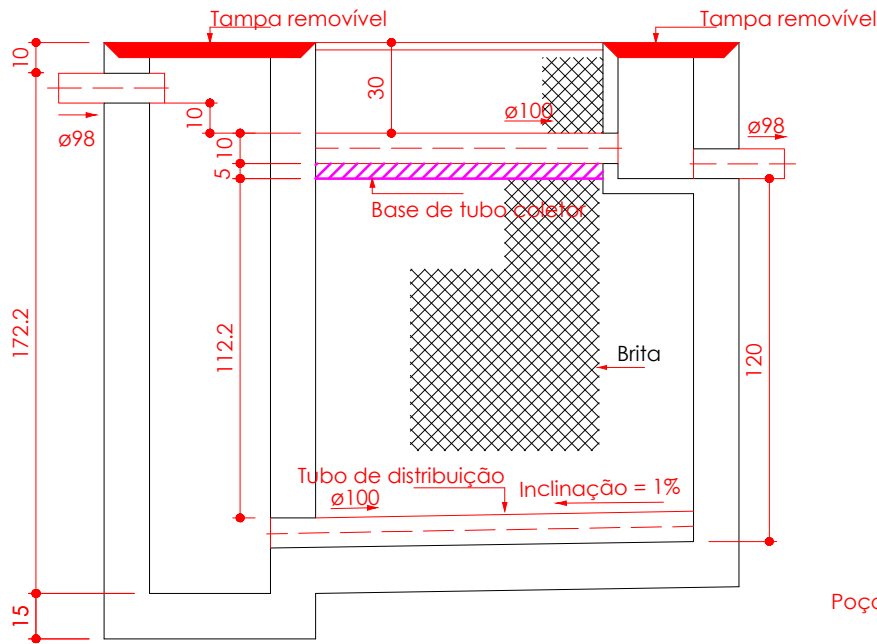 Tampa removível
Tampa removível
10
30
ø100
ø98
ø98
10
10
5
Base de tubo coletor
172.2
112.2
120
Brita
Tubo de distribuição
ø100
Inclinação = 1%
15